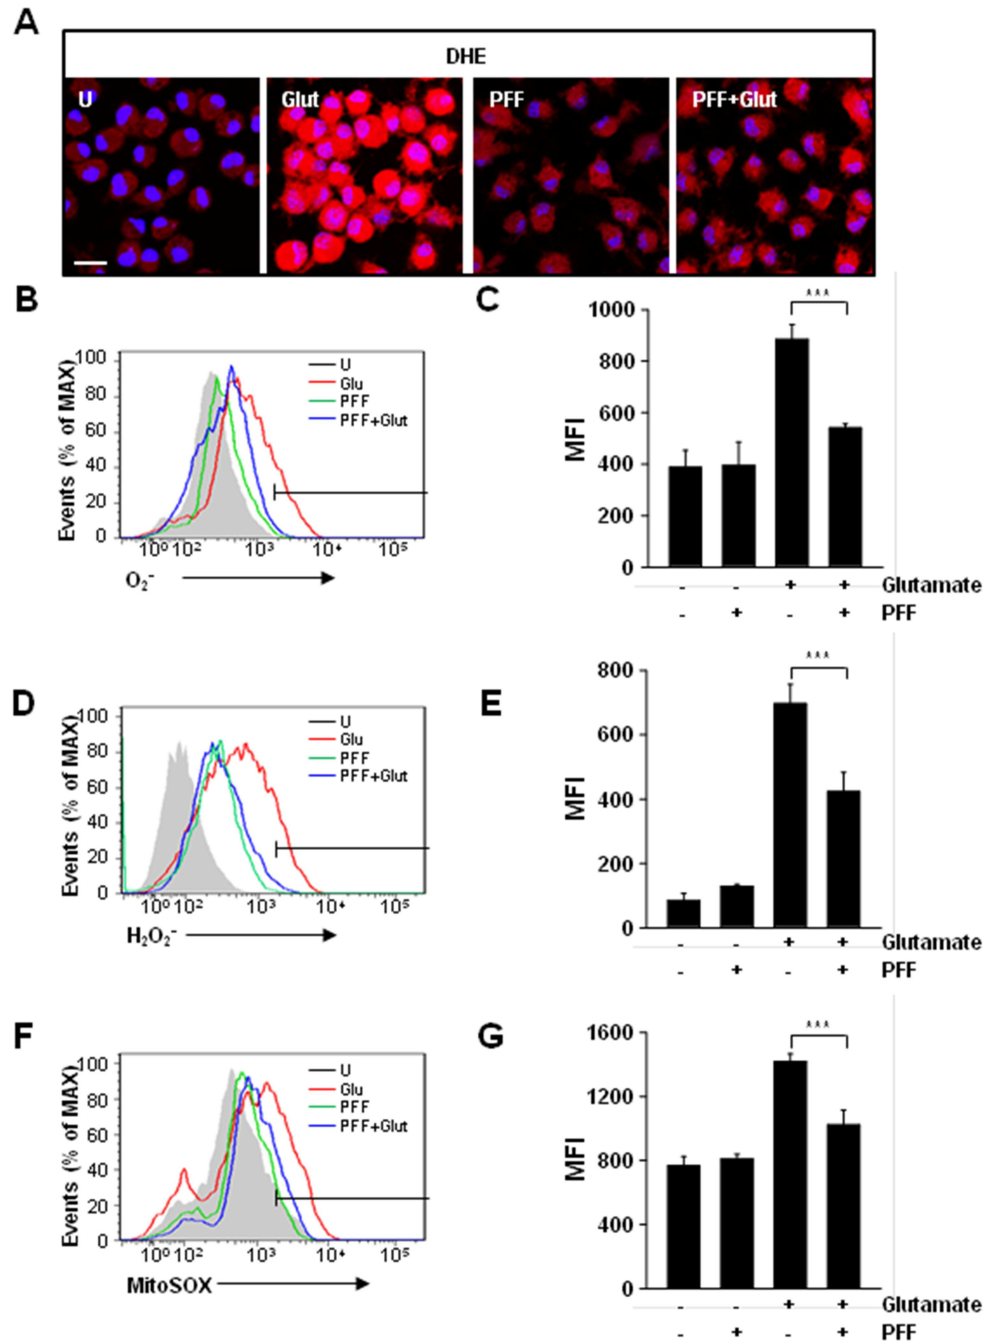 A
DHE
U Glut PFF PFF+Glut
B
100
80
60
40
20
0
Events (% of MAX)
U
Glu
PFF
PFF+Glut
10⁰ 10² 10³ 10⁴ 10⁵
O₂⁻
C
1000
800
600
400
200
0
MFI
***
- - + + Glutamate
- + - + PFF
D
100
80
60
40
20
0
Events (% of MAX)
U
Glu
PFF
PFF+Glut
10⁰ 10² 10³ 10⁴ 10⁵
H₂O₂⁻
E
800
600
400
200
0
MFI
***
- - + + Glutamate
- + - + PFF
F
100
80
60
40
20
0
Events (% of MAX)
U
Glu
PFF
PFF+Glut
10⁰ 10² 10³ 10⁴ 10⁵
MitoSOX
G
1600
1200
800
400
0
MFI
***
- - + + Glutamate
- + - + PFF